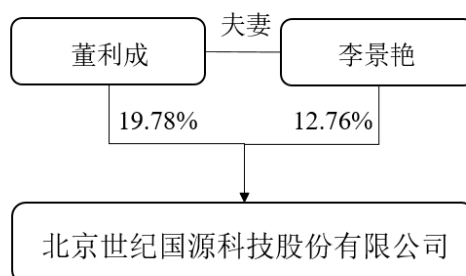 夫妻
董利成
李景艳
19.78%
12.76%
北京世纪国源科技股份有限公司